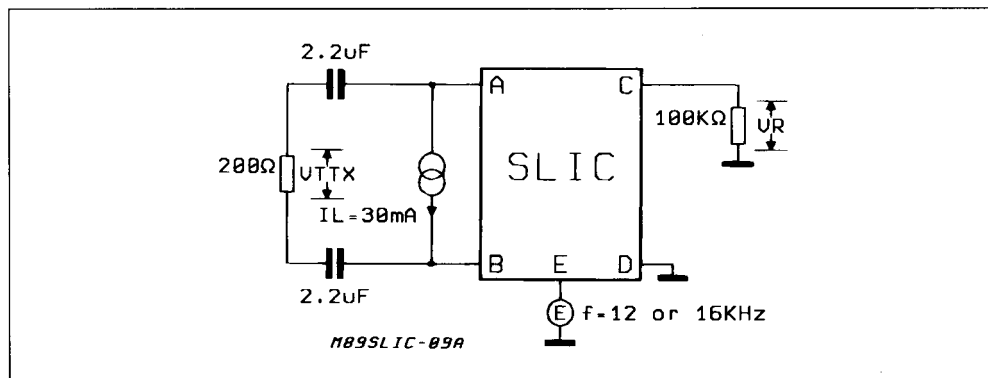 2.2uF
A
C
200Ω
VTTX
IL=30mA
SLIC
100KΩ
VR
B
E
D
2.2uF
E
f=12 or 16KHz
M89SLIC-09A